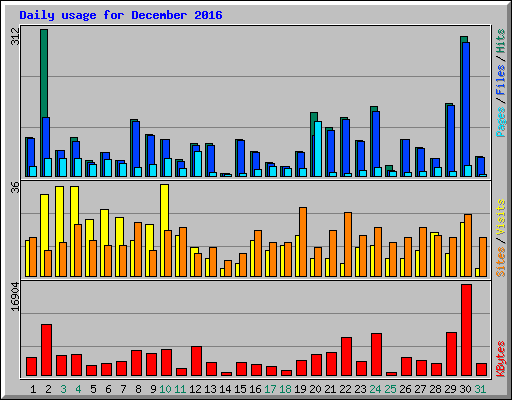 Daily usage for December 2016
312
Pages / Files / Hits
36
Sites / Visits
16904
KBytes
1 2 3 4 5 6 7 8 9 10 11 12 13 14 15 16 17 18 19 20 21 22 23 24 25 26 27 28 29 30 31